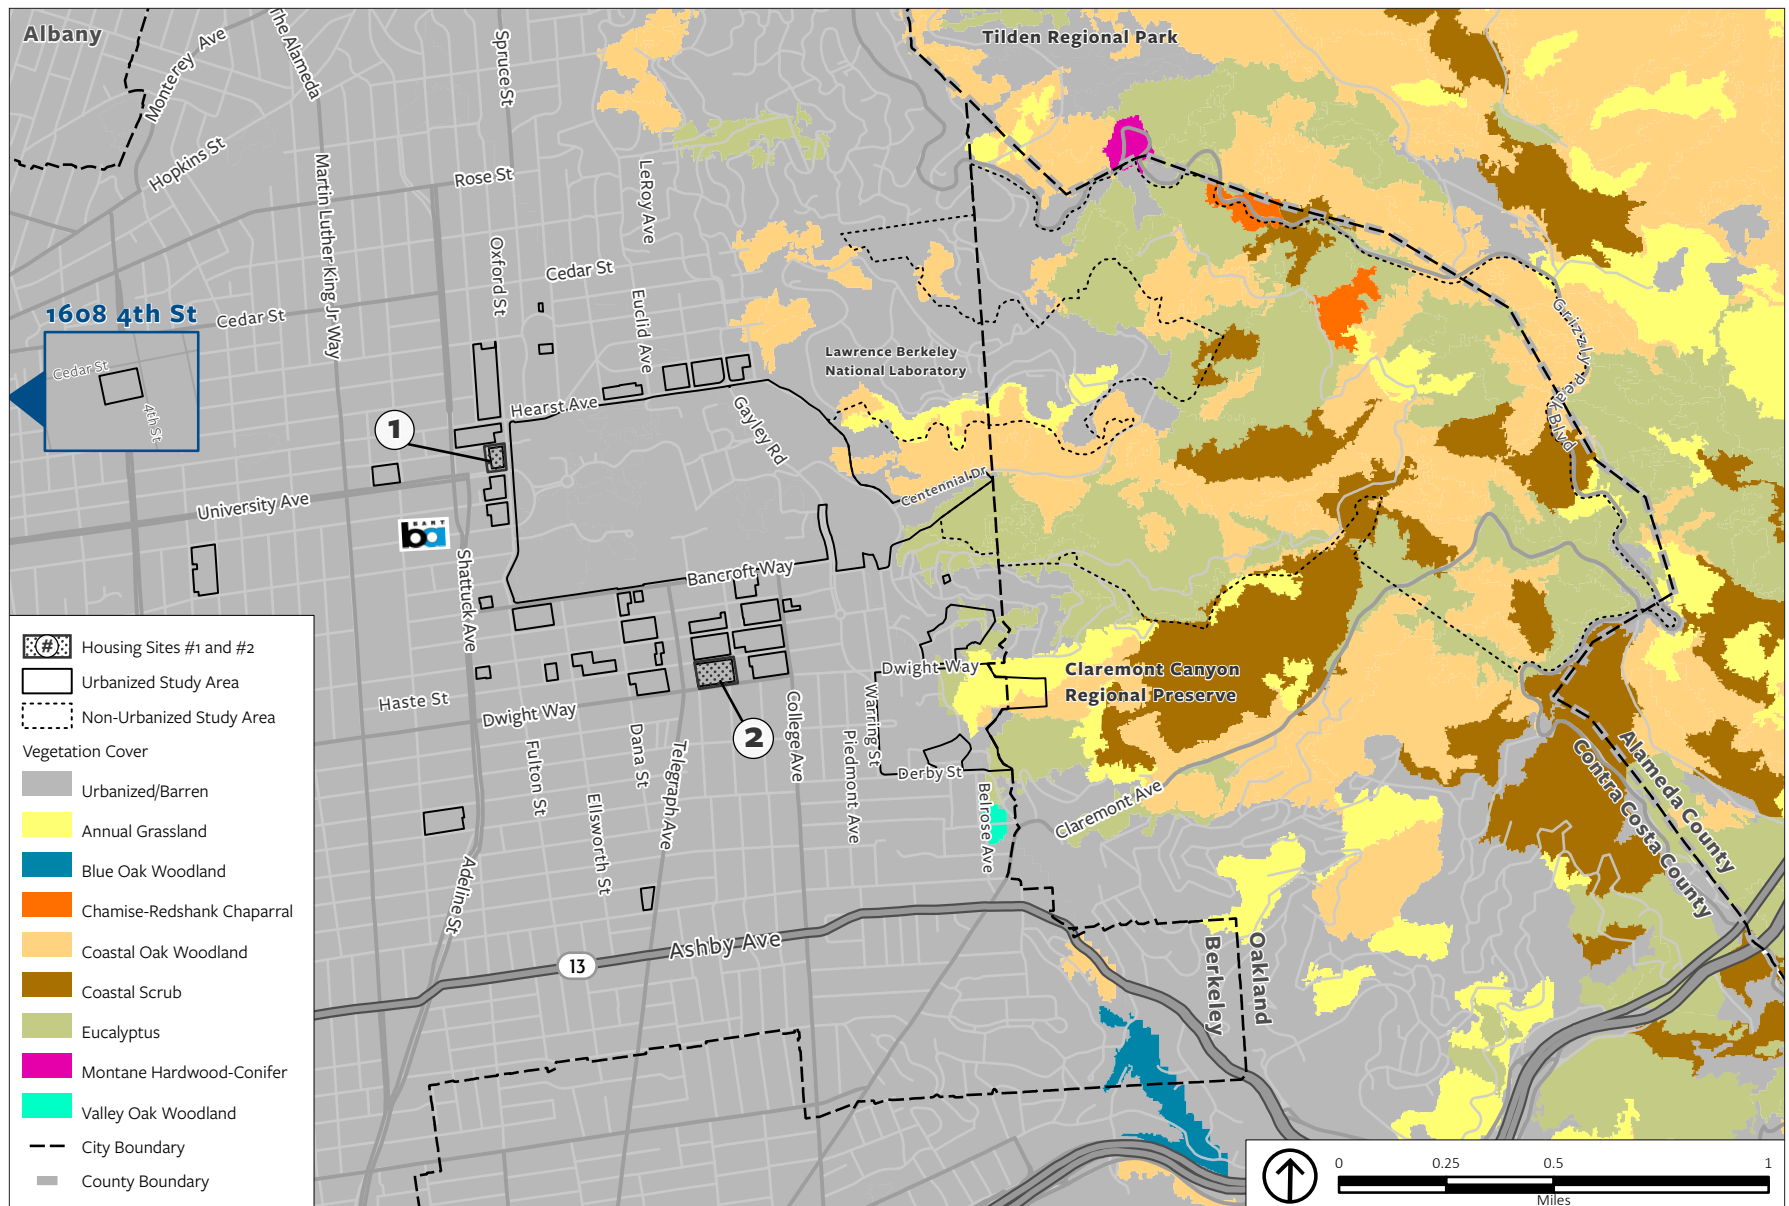 Albany
Monterey Ave
The Alameda
Spruce St
Tilden Regional Park
Hopkins St
Martin Luther King Jr Way
Rose St
LeRoy Ave
Oxford St
Cedar St
Euclid Ave
1608 4th St
Cedar St
Cedar St
4th St
Lawrence Berkeley
National Laboratory
Grizzly Peak Blvd
1
Hearst Ave
Gayley Rd
Centennial Dr
University Ave
BART
ba
Shattuck Ave
Bancroft Way
Dwight Way
Claremont Canyon
Regional Preserve
Haste St
Dwight Way
2
College Ave
Warring St
Piedmont Ave
Fulton St
Dana St
Telegraph Ave
Ellsworth St
Derby St
Belrose Ave
Claremont Ave
Alameda County
Contra Costa County
Adeline St
13
Ashby Ave
Berkeley
Oakland
# Housing Sites #1 and #2
Urbanized Study Area
Non-Urbanized Study Area
Vegetation Cover
Urbanized/Barren
Annual Grassland
Blue Oak Woodland
Chamise-Redshank Chaparral
Coastal Oak Woodland
Coastal Scrub
Eucalyptus
Montane Hardwood-Conifer
Valley Oak Woodland
City Boundary
County Boundary
0 0.25 0.5 1
Miles